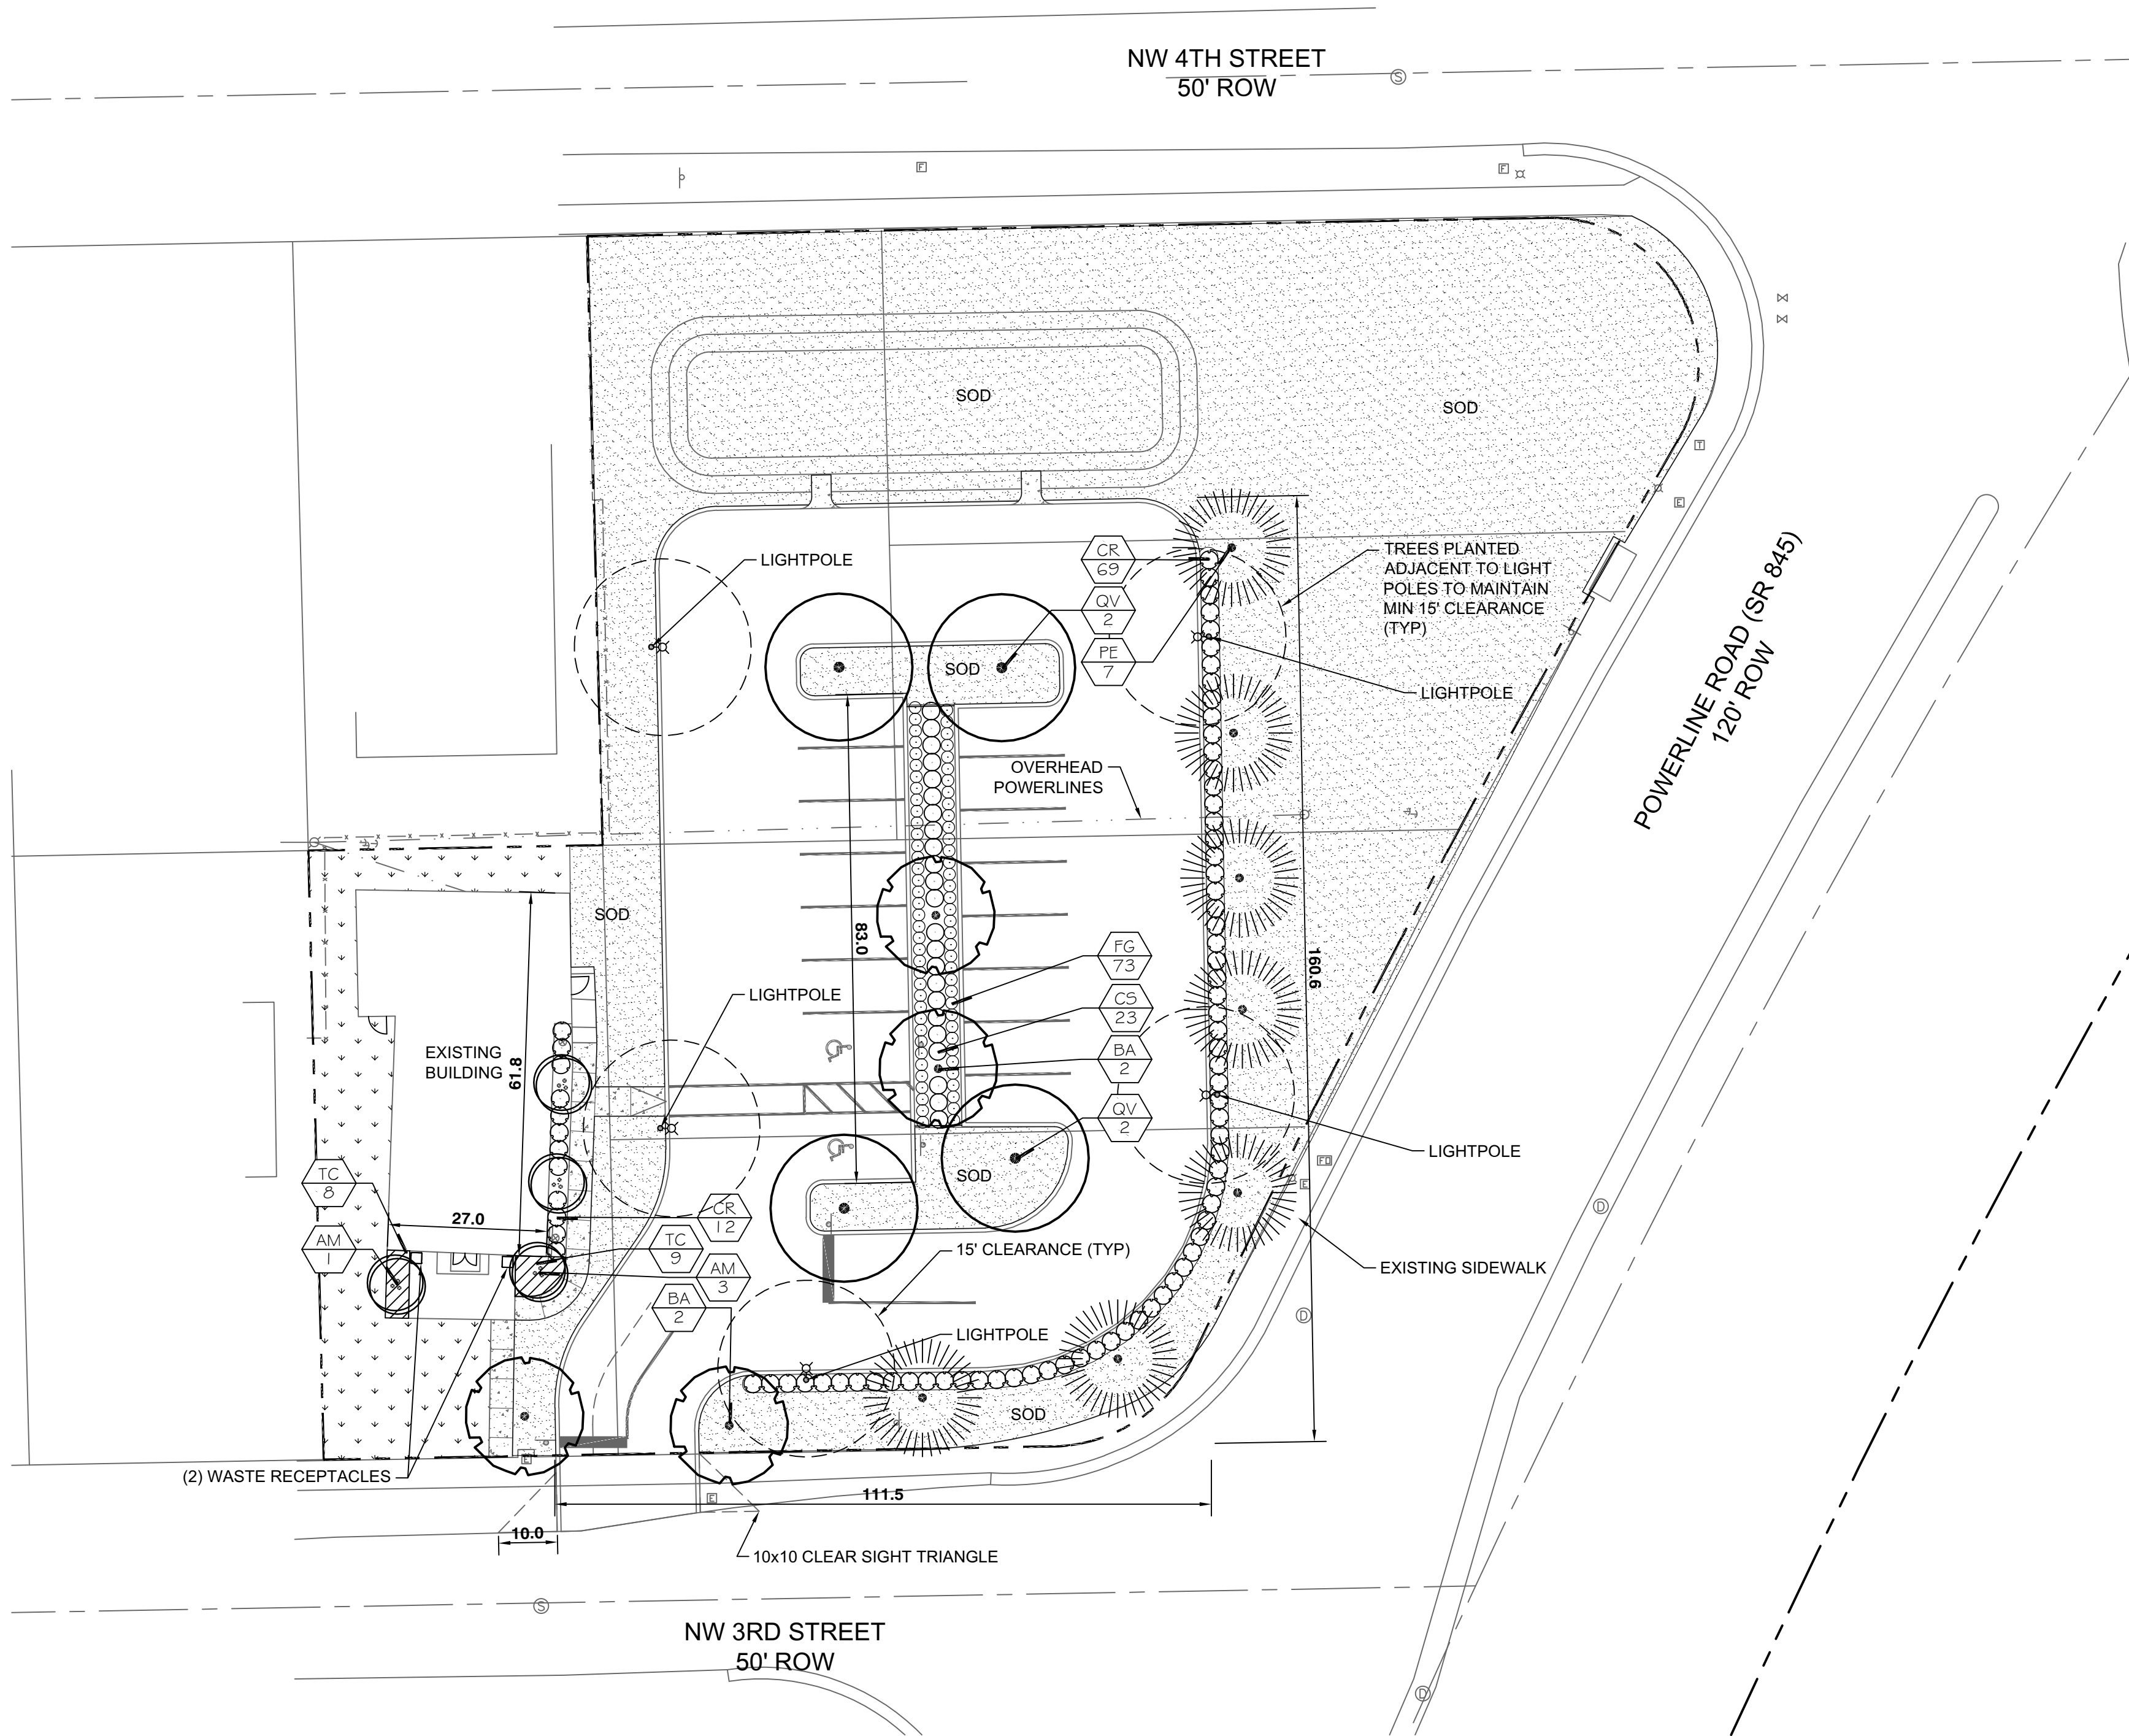 NW 4TH STREET
50' ROW
S
F
F
T
E
SOD
SOD
LIGHTPOLE
CR
69
QV
2
PE
7
TREES PLANTED
ADJACENT TO LIGHT
POLES TO MAINTAIN
MIN 15' CLEARANCE
(TYP)
POWERLINE ROAD (SR 845)
120' ROW
SOD
LIGHTPOLE
OVERHEAD
POWERLINES
SOD
83.0
160.6
FG
73
CS
23
BA
2
QV
2
LIGHTPOLE
EXISTING
BUILDING
61.8
27.0
TC
8
AM
1
CR
12
TC
9
AM
3
BA
2
SOD
LIGHTPOLE
FO
E
D
D
15' CLEARANCE (TYP)
EXISTING SIDEWALK
LIGHTPOLE
SOD
E
(2) WASTE RECEPTACLES
E
111.5
10.0
10x10 CLEAR SIGHT TRIANGLE
S
NW 3RD STREET
50' ROW
D